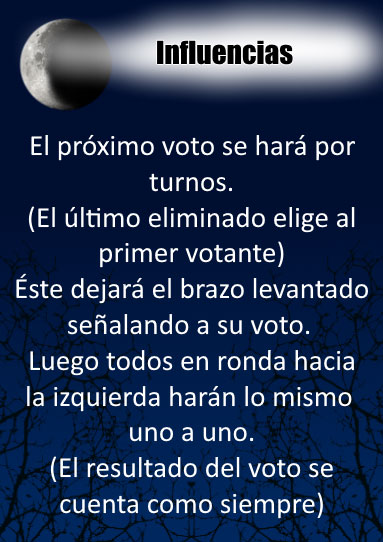 Influencias
El próximo voto se hará por
turnos.
(El último eliminado elige al
primer votante)
Éste dejará el brazo levantado
señalando a su voto.
Luego todos en ronda hacia
la izquierda harán lo mismo
uno a uno.
(El resultado del voto se
cuenta como siempre)